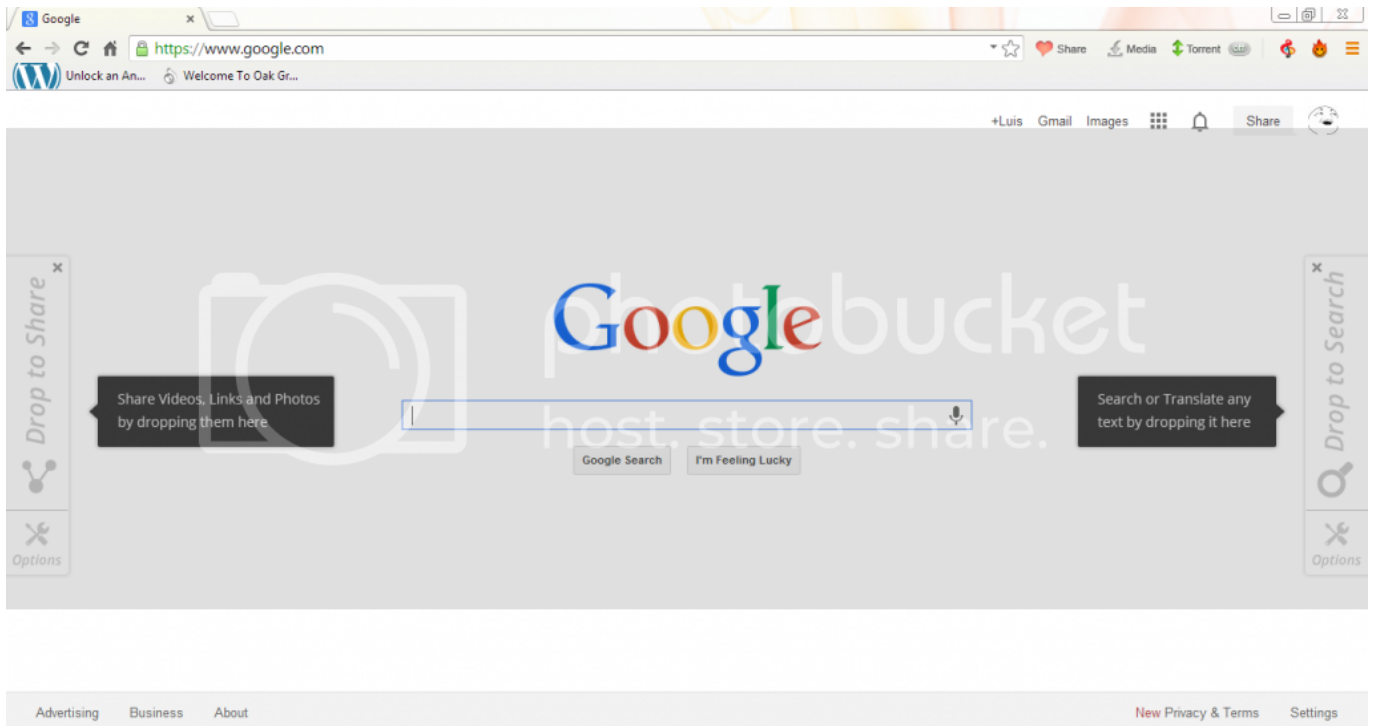 Google
https://www.google.com
Share
Media
Torrent
Unlock an An...
Welcome To Oak Gr...
+Luis Gmail Images Share
Drop to Share
Options
Share Videos, Links and Photos
by dropping them here
Google
photobucket
host. store. share.
Google Search
I'm Feeling Lucky
Search or Translate any
text by dropping it here
Drop to Search
Options
Advertising Business About
New Privacy & Terms Settings